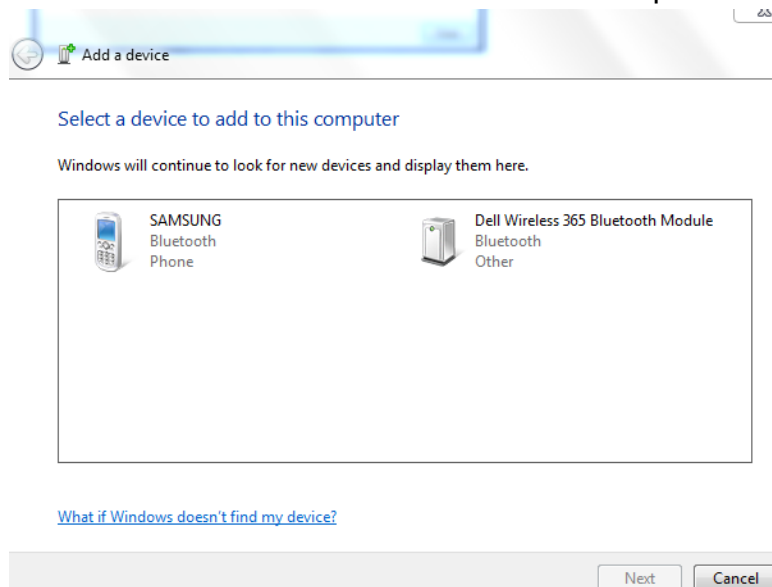 Add a device
Select a device to add to this computer
Windows will continue to look for new devices and display them here.
SAMSUNG
Bluetooth
Phone
Dell Wireless 365 Bluetooth Module
Bluetooth
Other
What if Windows doesn't find my device?
Next
Cancel